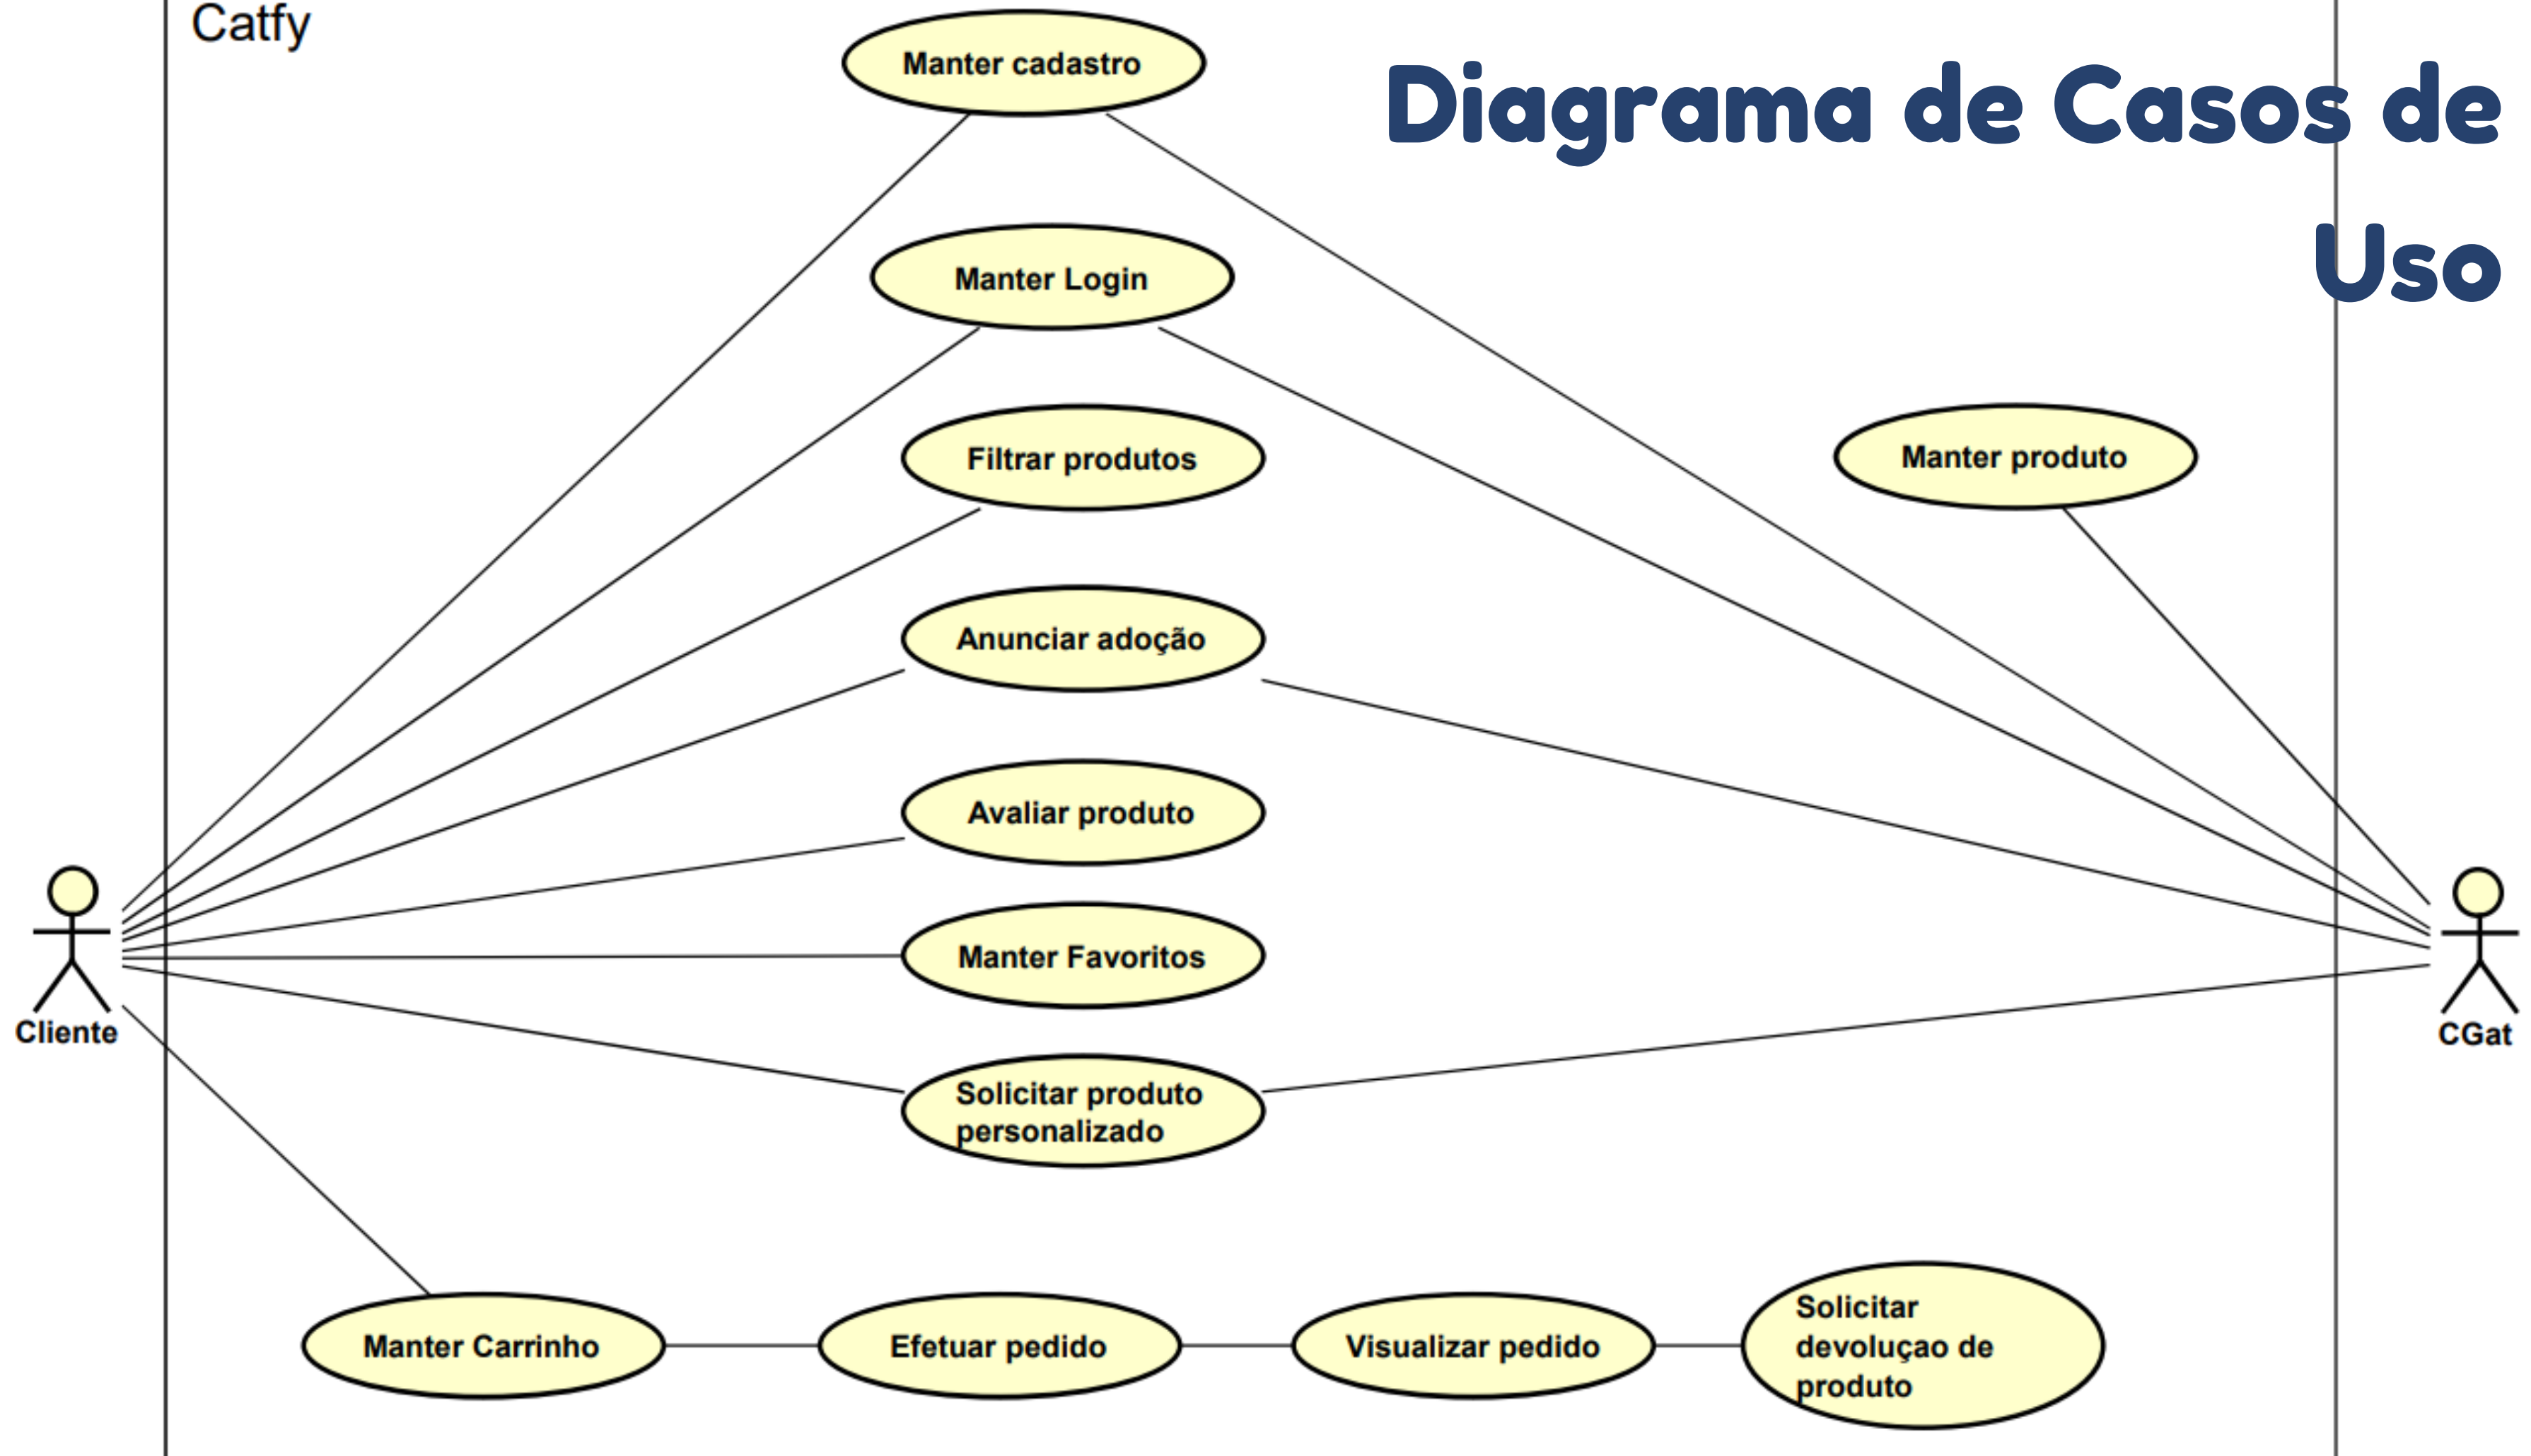 Catfy
Diagrama de Casos de
Uso
Manter cadastro
Manter Login
Filtrar produtos
Manter produto
Anunciar adoção
Avaliar produto
Manter Favoritos
Cliente
CGat
Solicitar produto
personalizado
Manter Carrinho
Efetuar pedido
Visualizar pedido
Solicitar
devoluçao de
produto